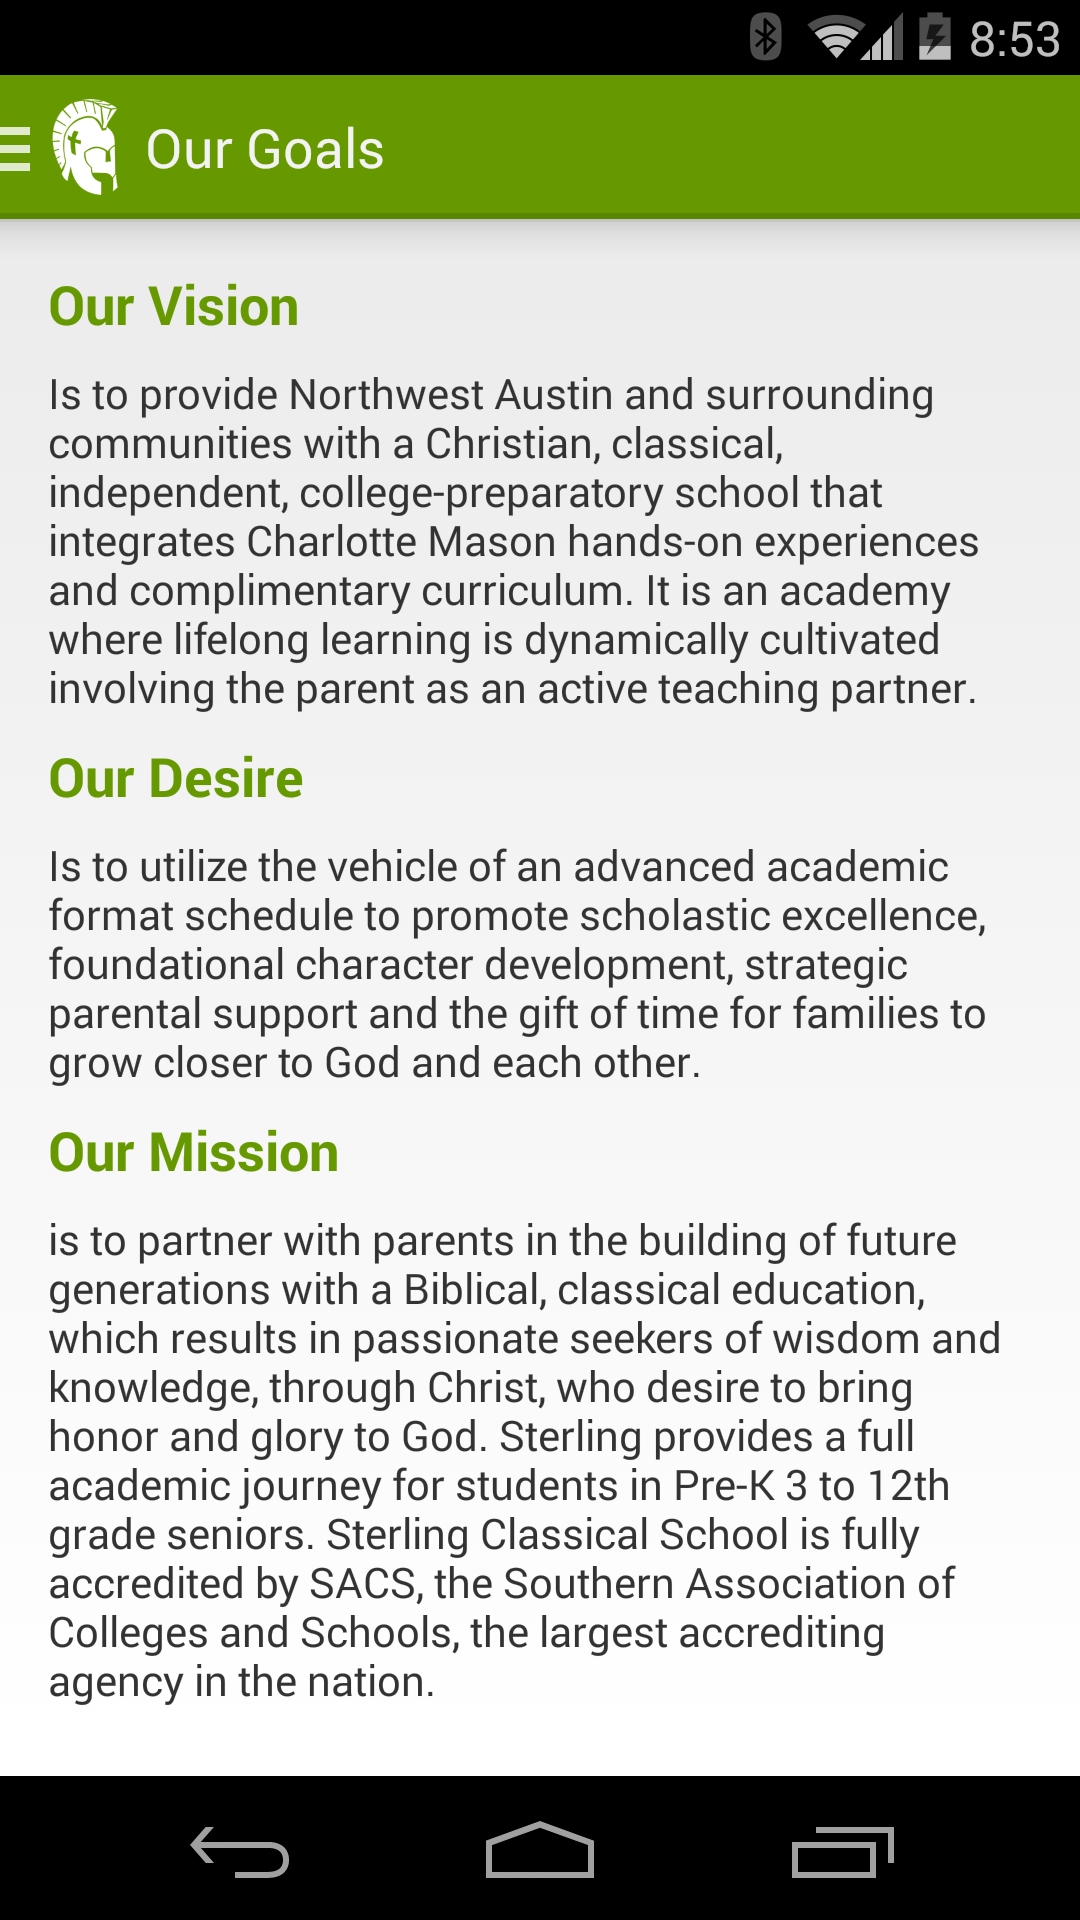 8:53
Our Goals
Our Vision
Is to provide Northwest Austin and surrounding
communities with a Christian, classical,
independent, college-preparatory school that
integrates Charlotte Mason hands-on experiences
and complimentary curriculum. It is an academy
where lifelong learning is dynamically cultivated
involving the parent as an active teaching partner.
Our Desire
Is to utilize the vehicle of an advanced academic
format schedule to promote scholastic excellence,
foundational character development, strategic
parental support and the gift of time for families to
grow closer to God and each other.
Our Mission
is to partner with parents in the building of future
generations with a Biblical, classical education,
which results in passionate seekers of wisdom and
knowledge, through Christ, who desire to bring
honor and glory to God. Sterling provides a full
academic journey for students in Pre-K 3 to 12th
grade seniors. Sterling Classical School is fully
accredited by SACS, the Southern Association of
Colleges and Schools, the largest accrediting
agency in the nation.